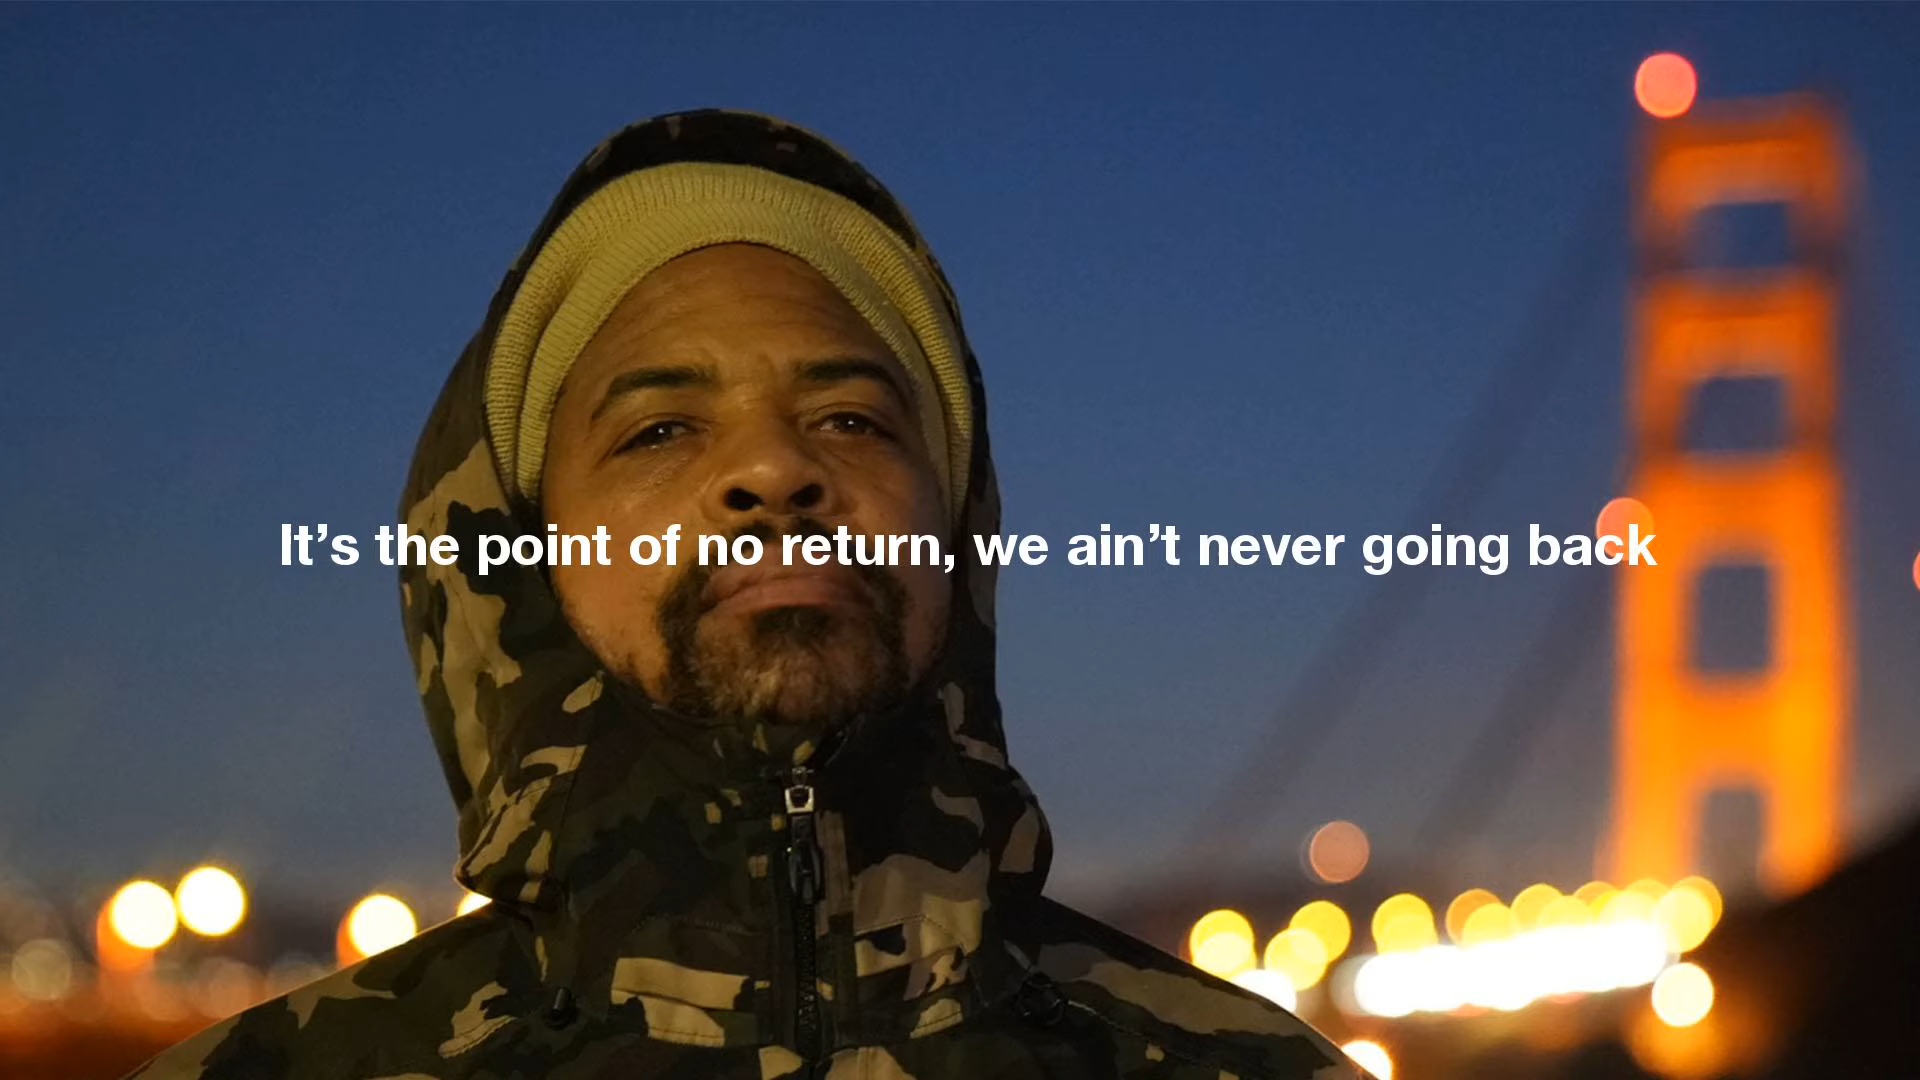 It’s the point of no return, we ain’t never going back